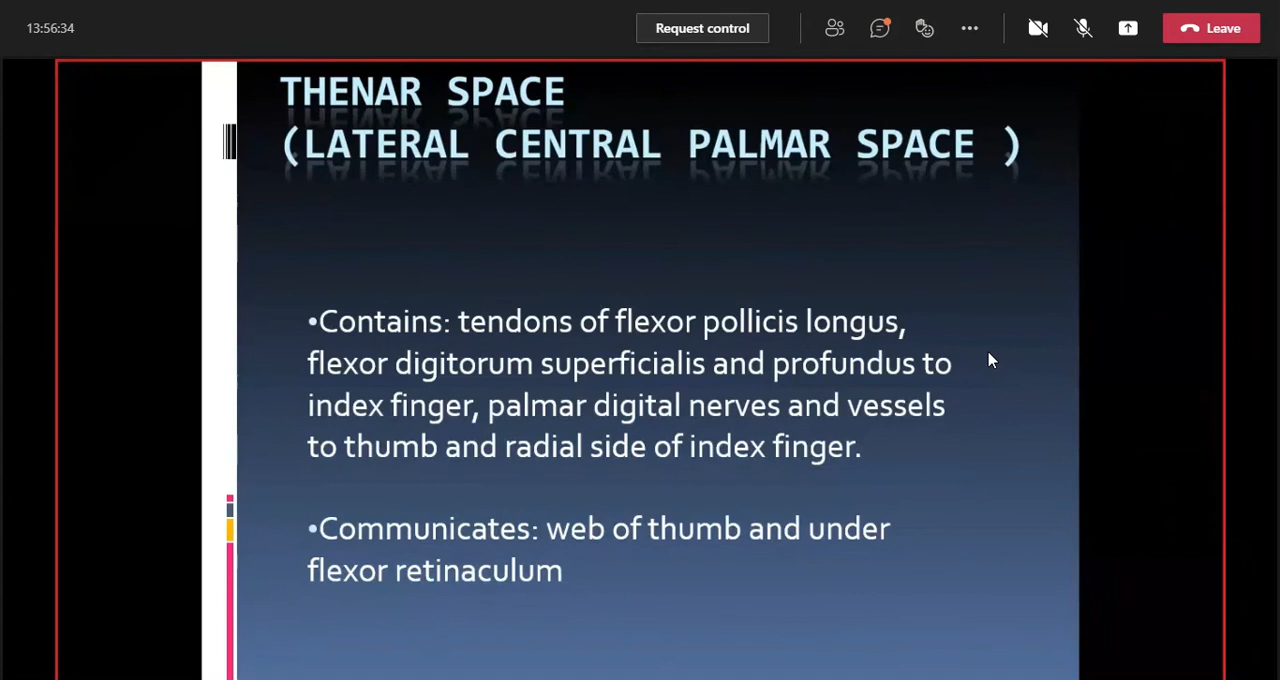 13:56:34
Request control
Leave
THENAR SPACE
(LATERAL CENTRAL PALMAR SPACE )
•Contains: tendons of flexor pollicis longus,
flexor digitorum superficialis and profundus to
index finger, palmar digital nerves and vessels
to thumb and radial side of index finger.
•Communicates: web of thumb and under
flexor retinaculum